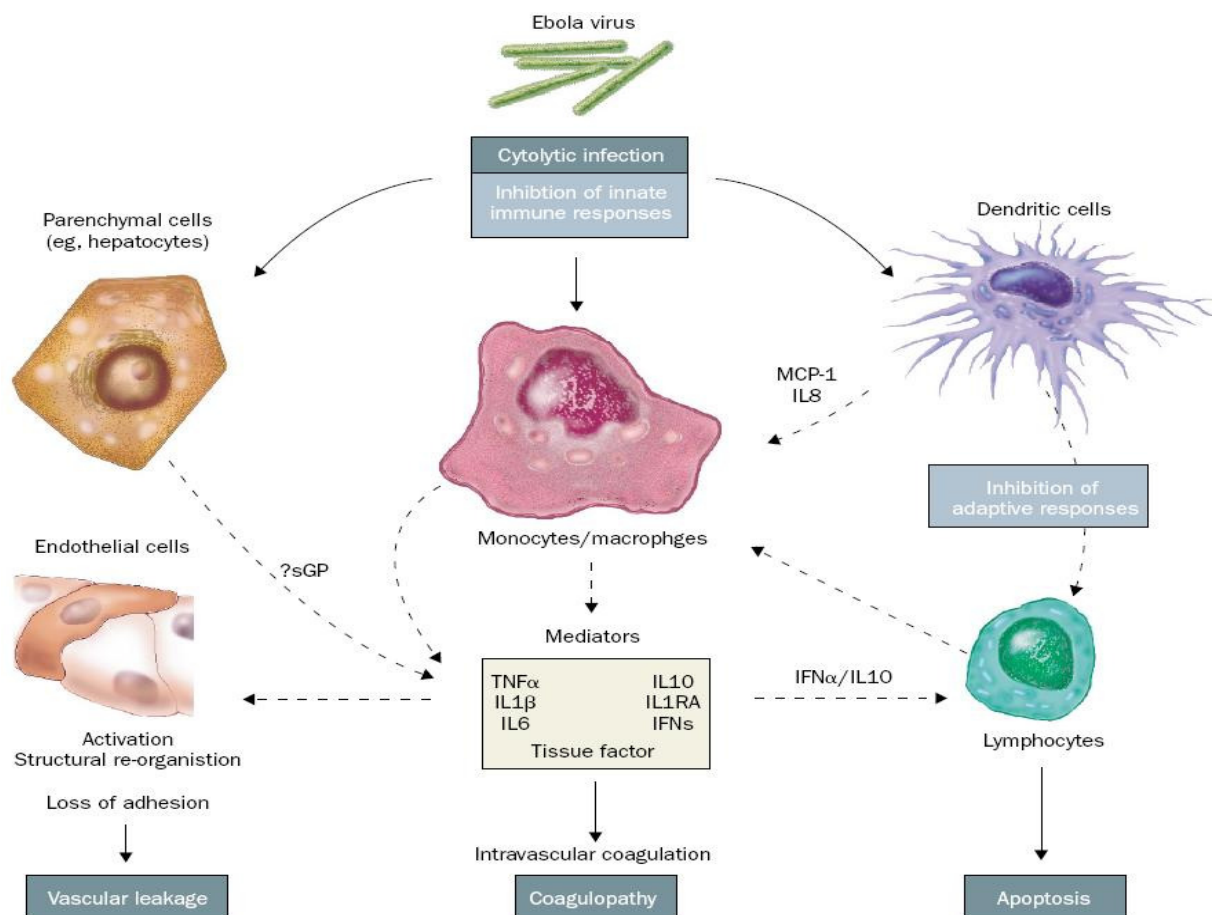 Ebola virus
Cytolytic infection
Inhibtion of innate
immune responses
Parenchymal cells
(eg, hepatocytes)
Dendritic cells
MCP-1
IL8
Inhibition of
adaptive responses
Monocytes/macrophges
Endothelial cells
?sGP
Mediators
TNFα IL10
IL1β IL1RA
IL6 IFNs
Tissue factor
IFNα/IL10
Lymphocytes
Activation
Structural re-organistion
Loss of adhesion
Intravascular coagulation
Vascular leakage
Coagulopathy
Apoptosis